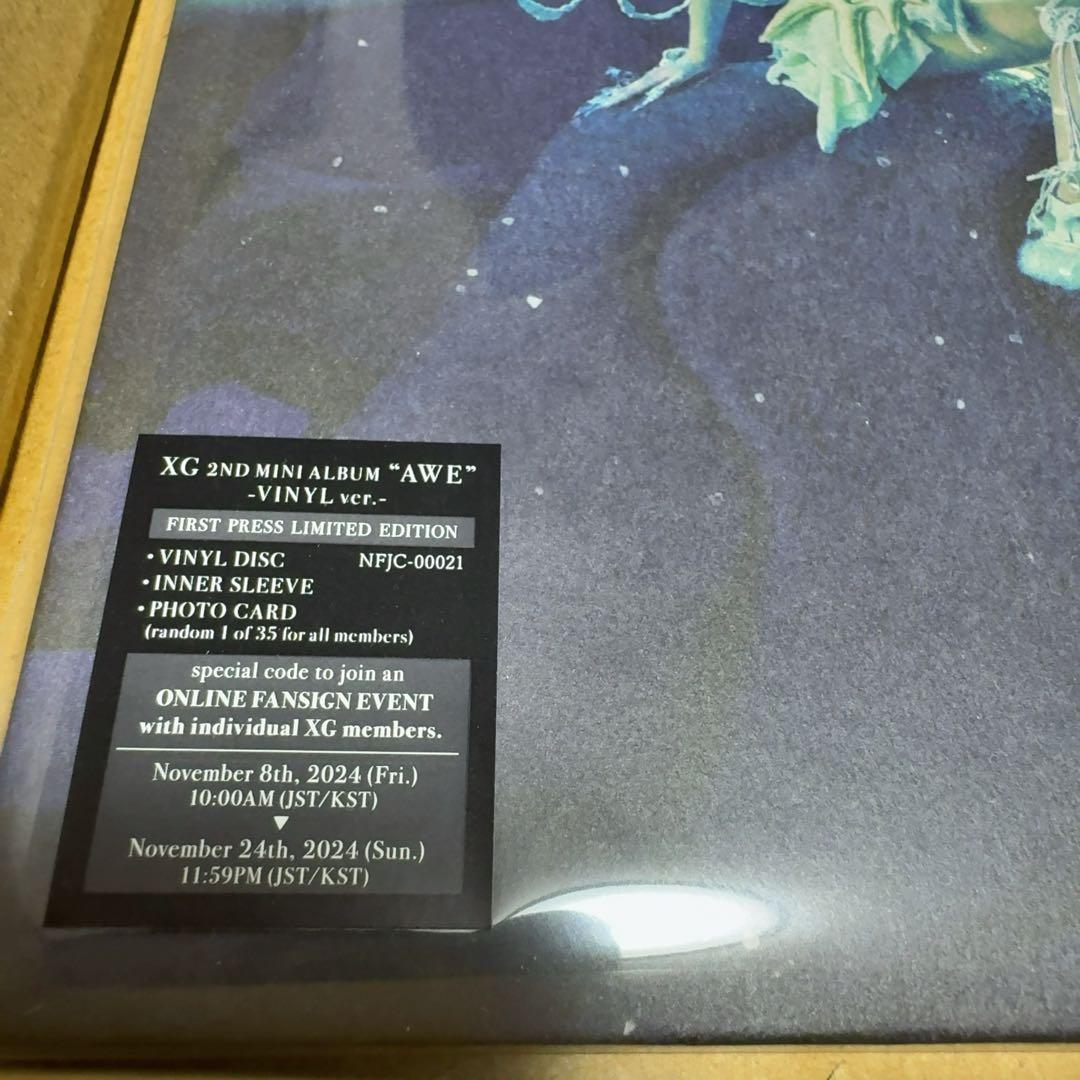 XG 2ND MINI ALBUM “AWE”
-VINYL ver.-
FIRST PRESS LIMITED EDITION
・VINYL DISC NFJC-00021
・INNER SLEEVE
・PHOTO CARD
(random 1 of 35 for all members)
special code to join an
ONLINE FANSIGN EVENT
with individual XG members.
November 8th, 2024 (Fri.)
10:00AM (JST/KST)
▼
November 24th, 2024 (Sun.)
11:59PM (JST/KST)